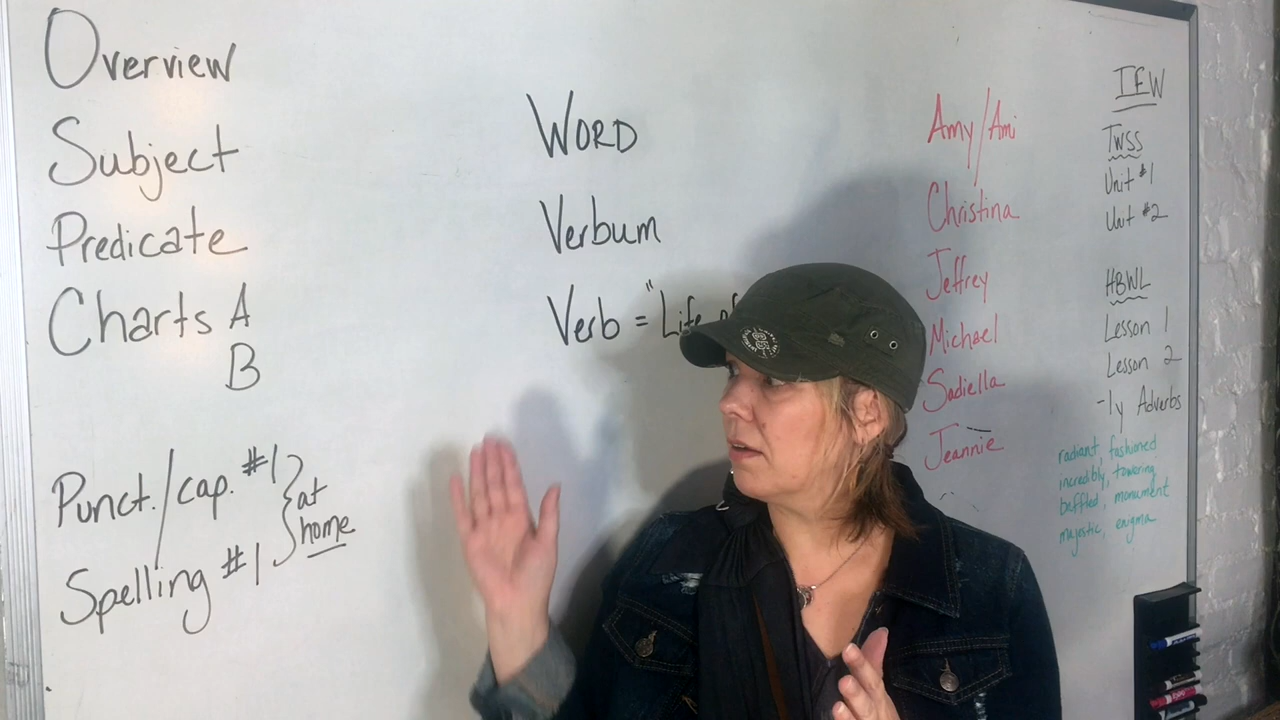 Overview
Subject
Predicate
Charts A
B
Punct./cap. #1 } at home
Spelling #1
WORD
Verbum
Verb = "Life of
Amy/Ami
Christina
Jeffrey
Michael
Sadiella
Jeannie
IEW
TWSS
Unit #1
Unit #2
HBWL
Lesson 1
Lesson 2
-ly Adverbs
radiant, fashioned
incredibly, towering
baffled, monument
majestic, enigma